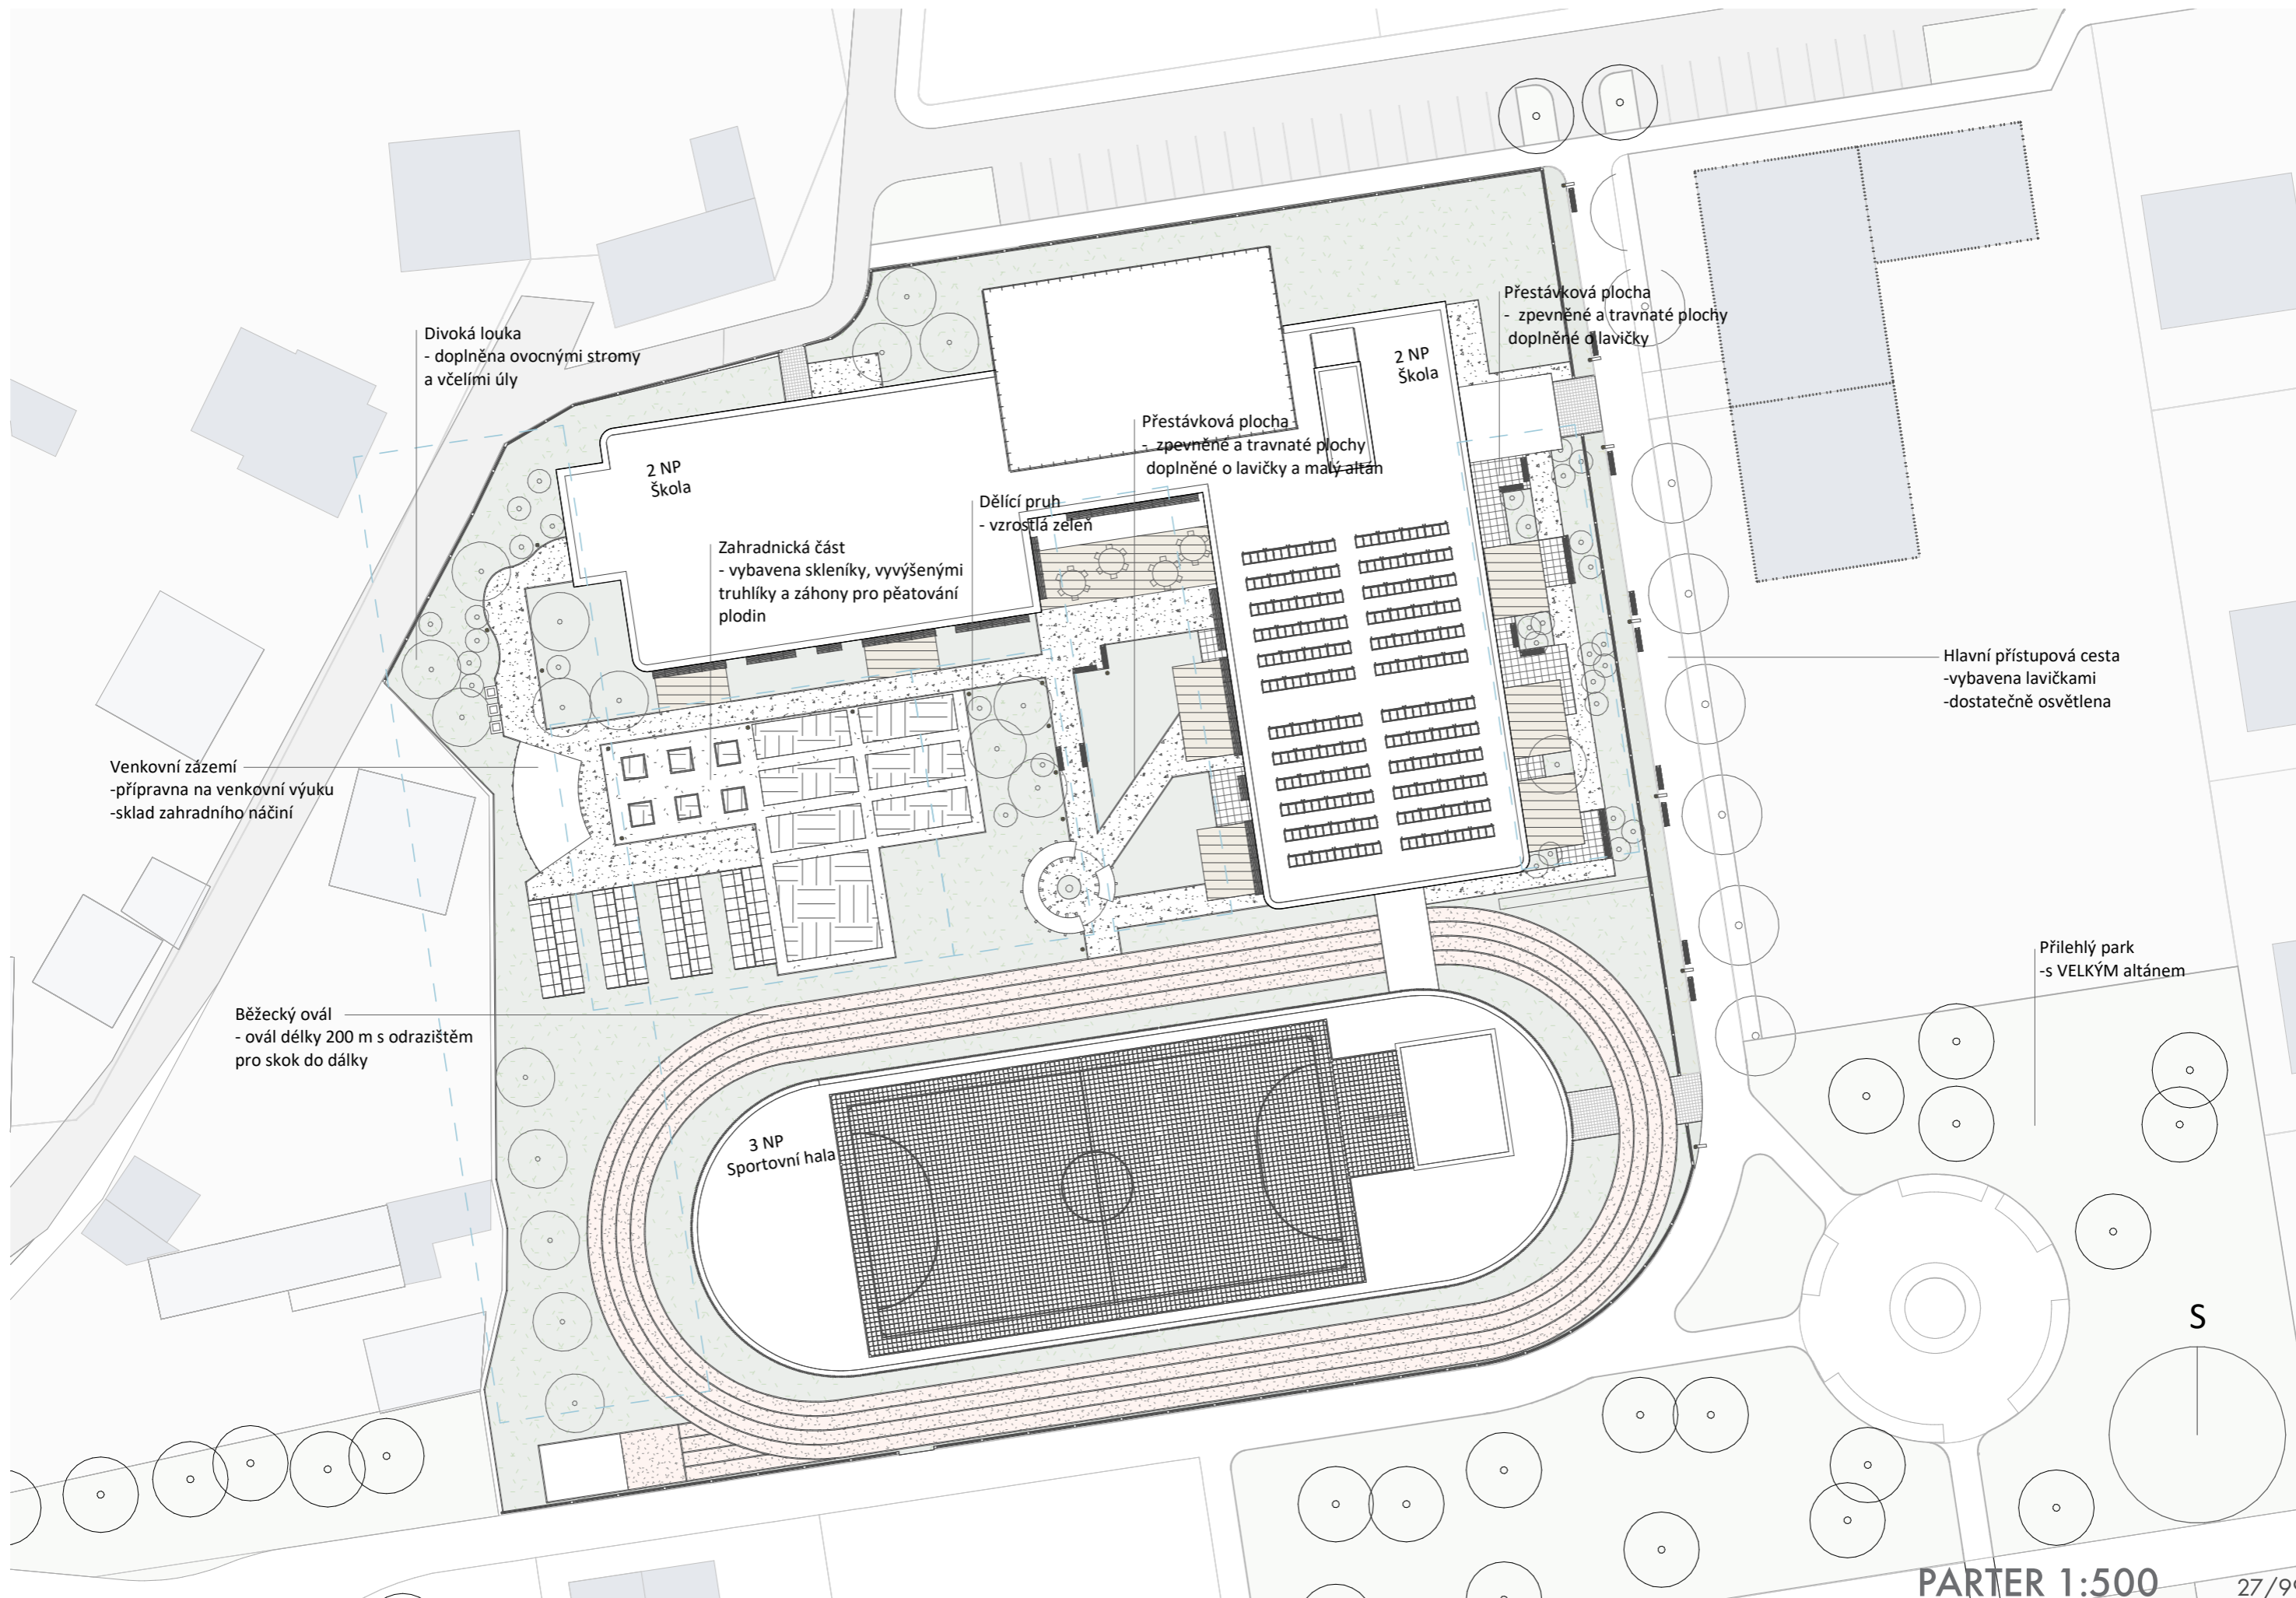 Přestávková plocha
- zpevněné a travnaté plochy
doplněné o lavičky
Divoká louka
- doplněna ovocnými stromy
a včelími úly
2 NP
Škola
Přestávková plocha
- zpevněné a travnaté plochy
doplněné o lavičky a malý altán
2 NP
Škola
Dělící pruh
- vzrostlá zeleň
Zahradnická část
- vybavena skleníky, vyvýšenými
truhlíky a záhony pro pěatování
plodin
Hlavní přístupová cesta
-vybavena lavičkami
-dostatečně osvětlena
Venkovní zázemí
-přípravna na venkovní výuku
-sklad zahradního náčiní
Přilehlý park
-s VELKÝM altánem
Běžecký ovál
- ovál délky 200 m s odrazištěm
pro skok do dálky
3 NP
Sportovní hala
S
PARTER 1:500
27/99